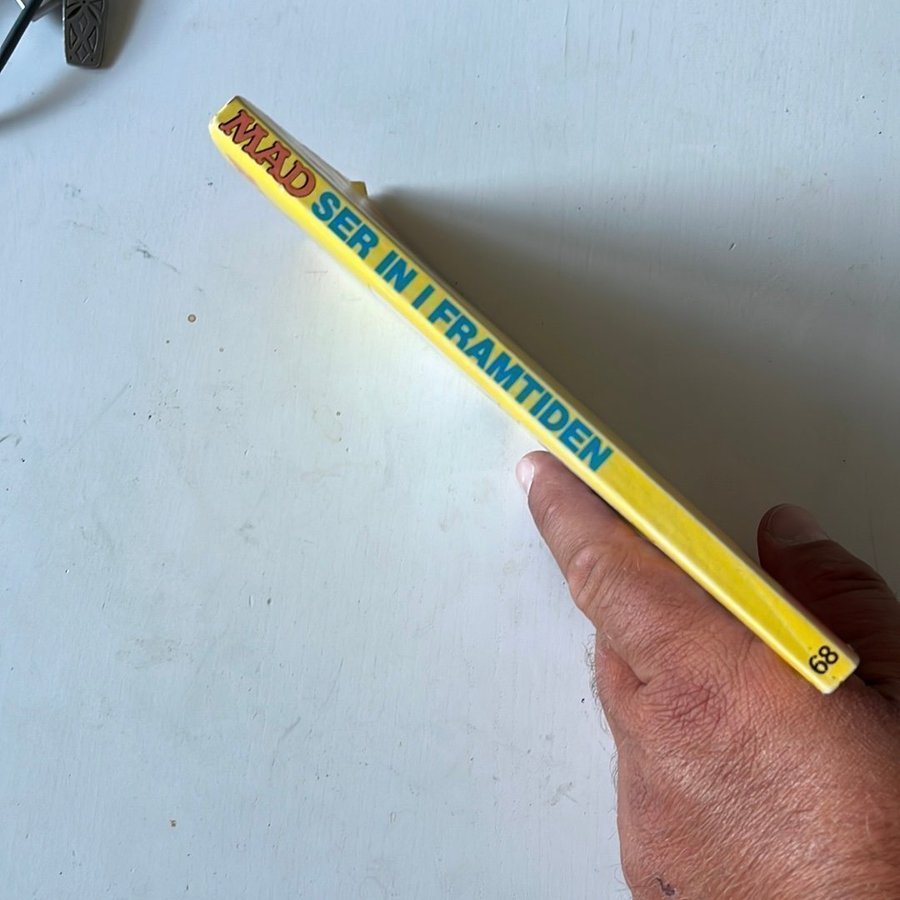 MAD SER IN I FRAMTIDEN
68